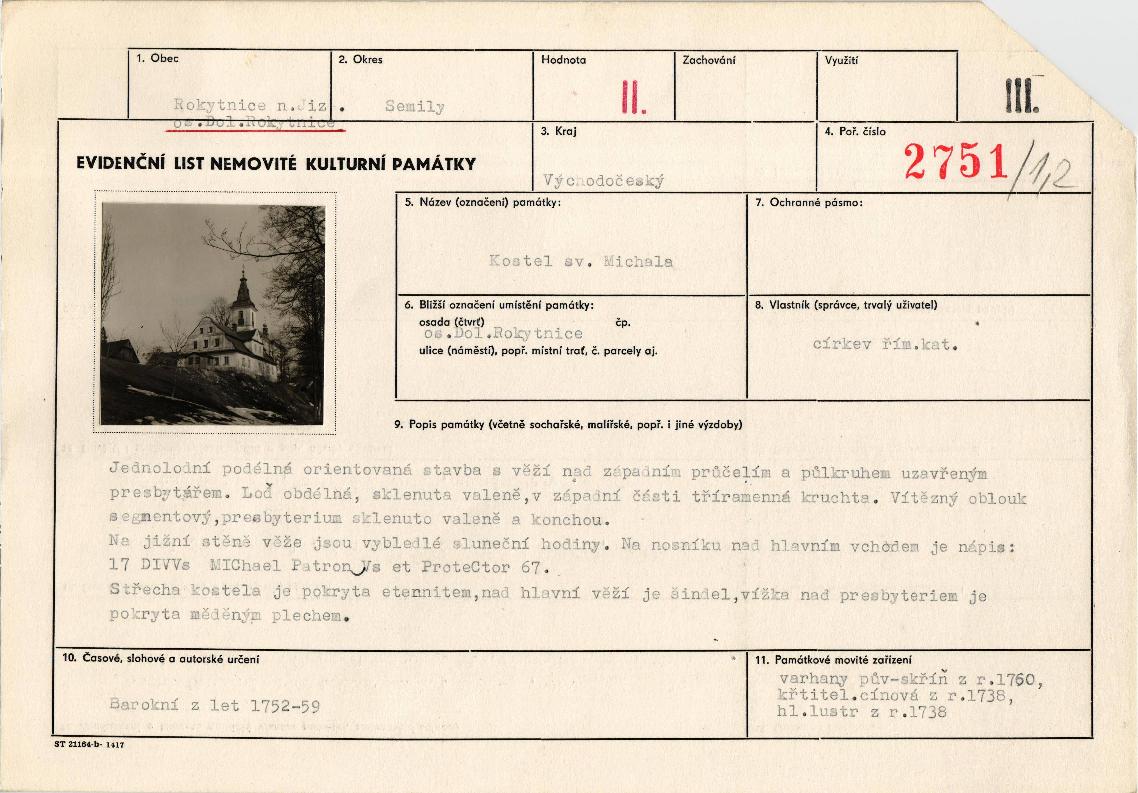 1. Obec
2. Okres
Hodnota
Zachování
Využití
Rokytnice n.Jiz.
os.Dol.Rokytnice
Semily
II.
III.
EVIDENČNÍ LIST NEMOVITÉ KULTURNÍ PAMÁTKY
3. Kraj
Východočeský
4. Poř. číslo
2751/1,2
5. Název (označení) památky:
Kostel sv. Michala
7. Ochranné pásmo:
6. Bližší označení umístění památky:
osada (čtvrť) čp.
os.Dol.Rokytnice
ulice (náměstí), popř. místní trať, č. parcely aj.
8. Vlastník (správce, trvalý uživatel)
církev řím.kat.
9. Popis památky (včetně sochařské, malířské, popř. i jiné výzdoby)
Jednolodní podélná orientovaná stavba s věží nad západním průčelím a půlkruhem uzavřeným
presbytářem. Loď obdélná, sklenuta valeně,v západní části tříramenná kruchta. Vítězný oblouk
segmentový,presbyterium sklenuto valeně a konchou.
Na jižní stěně věže jsou vybledlé sluneční hodiny. Na nosníku nad hlavním vchodem je nápis:
17 DIVVs MIChael PatronVs et ProteCtor 67.
Střecha kostela je pokryta etennitem,nad hlavní věží je šindel,vížka nad presbyteriem je
pokryta měděným plechem.
10. Časové, slohové a autorské určení
Barokní z let 1752-59
11. Památkové movité zařízení
varhany pův-skříň z r.1760,
křtitel.cínová z r.1738,
hl.lustr z r.1738
ST 21164-b- 1417